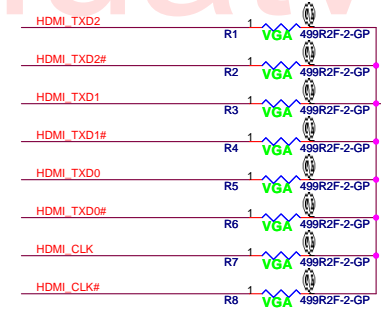 HDMI_TXD2 1
R1 VGA 499R2F-2-GP
HDMI_TXD2# 1
R2 VGA 499R2F-2-GP
HDMI_TXD1 1
R3 VGA 499R2F-2-GP
HDMI_TXD1# 1
R4 VGA 499R2F-2-GP
HDMI_TXD0 1
R5 VGA 499R2F-2-GP
HDMI_TXD0# 1
R6 VGA 499R2F-2-GP
HDMI_CLK 1
R7 VGA 499R2F-2-GP
HDMI_CLK# 1
R8 VGA 499R2F-2-GP